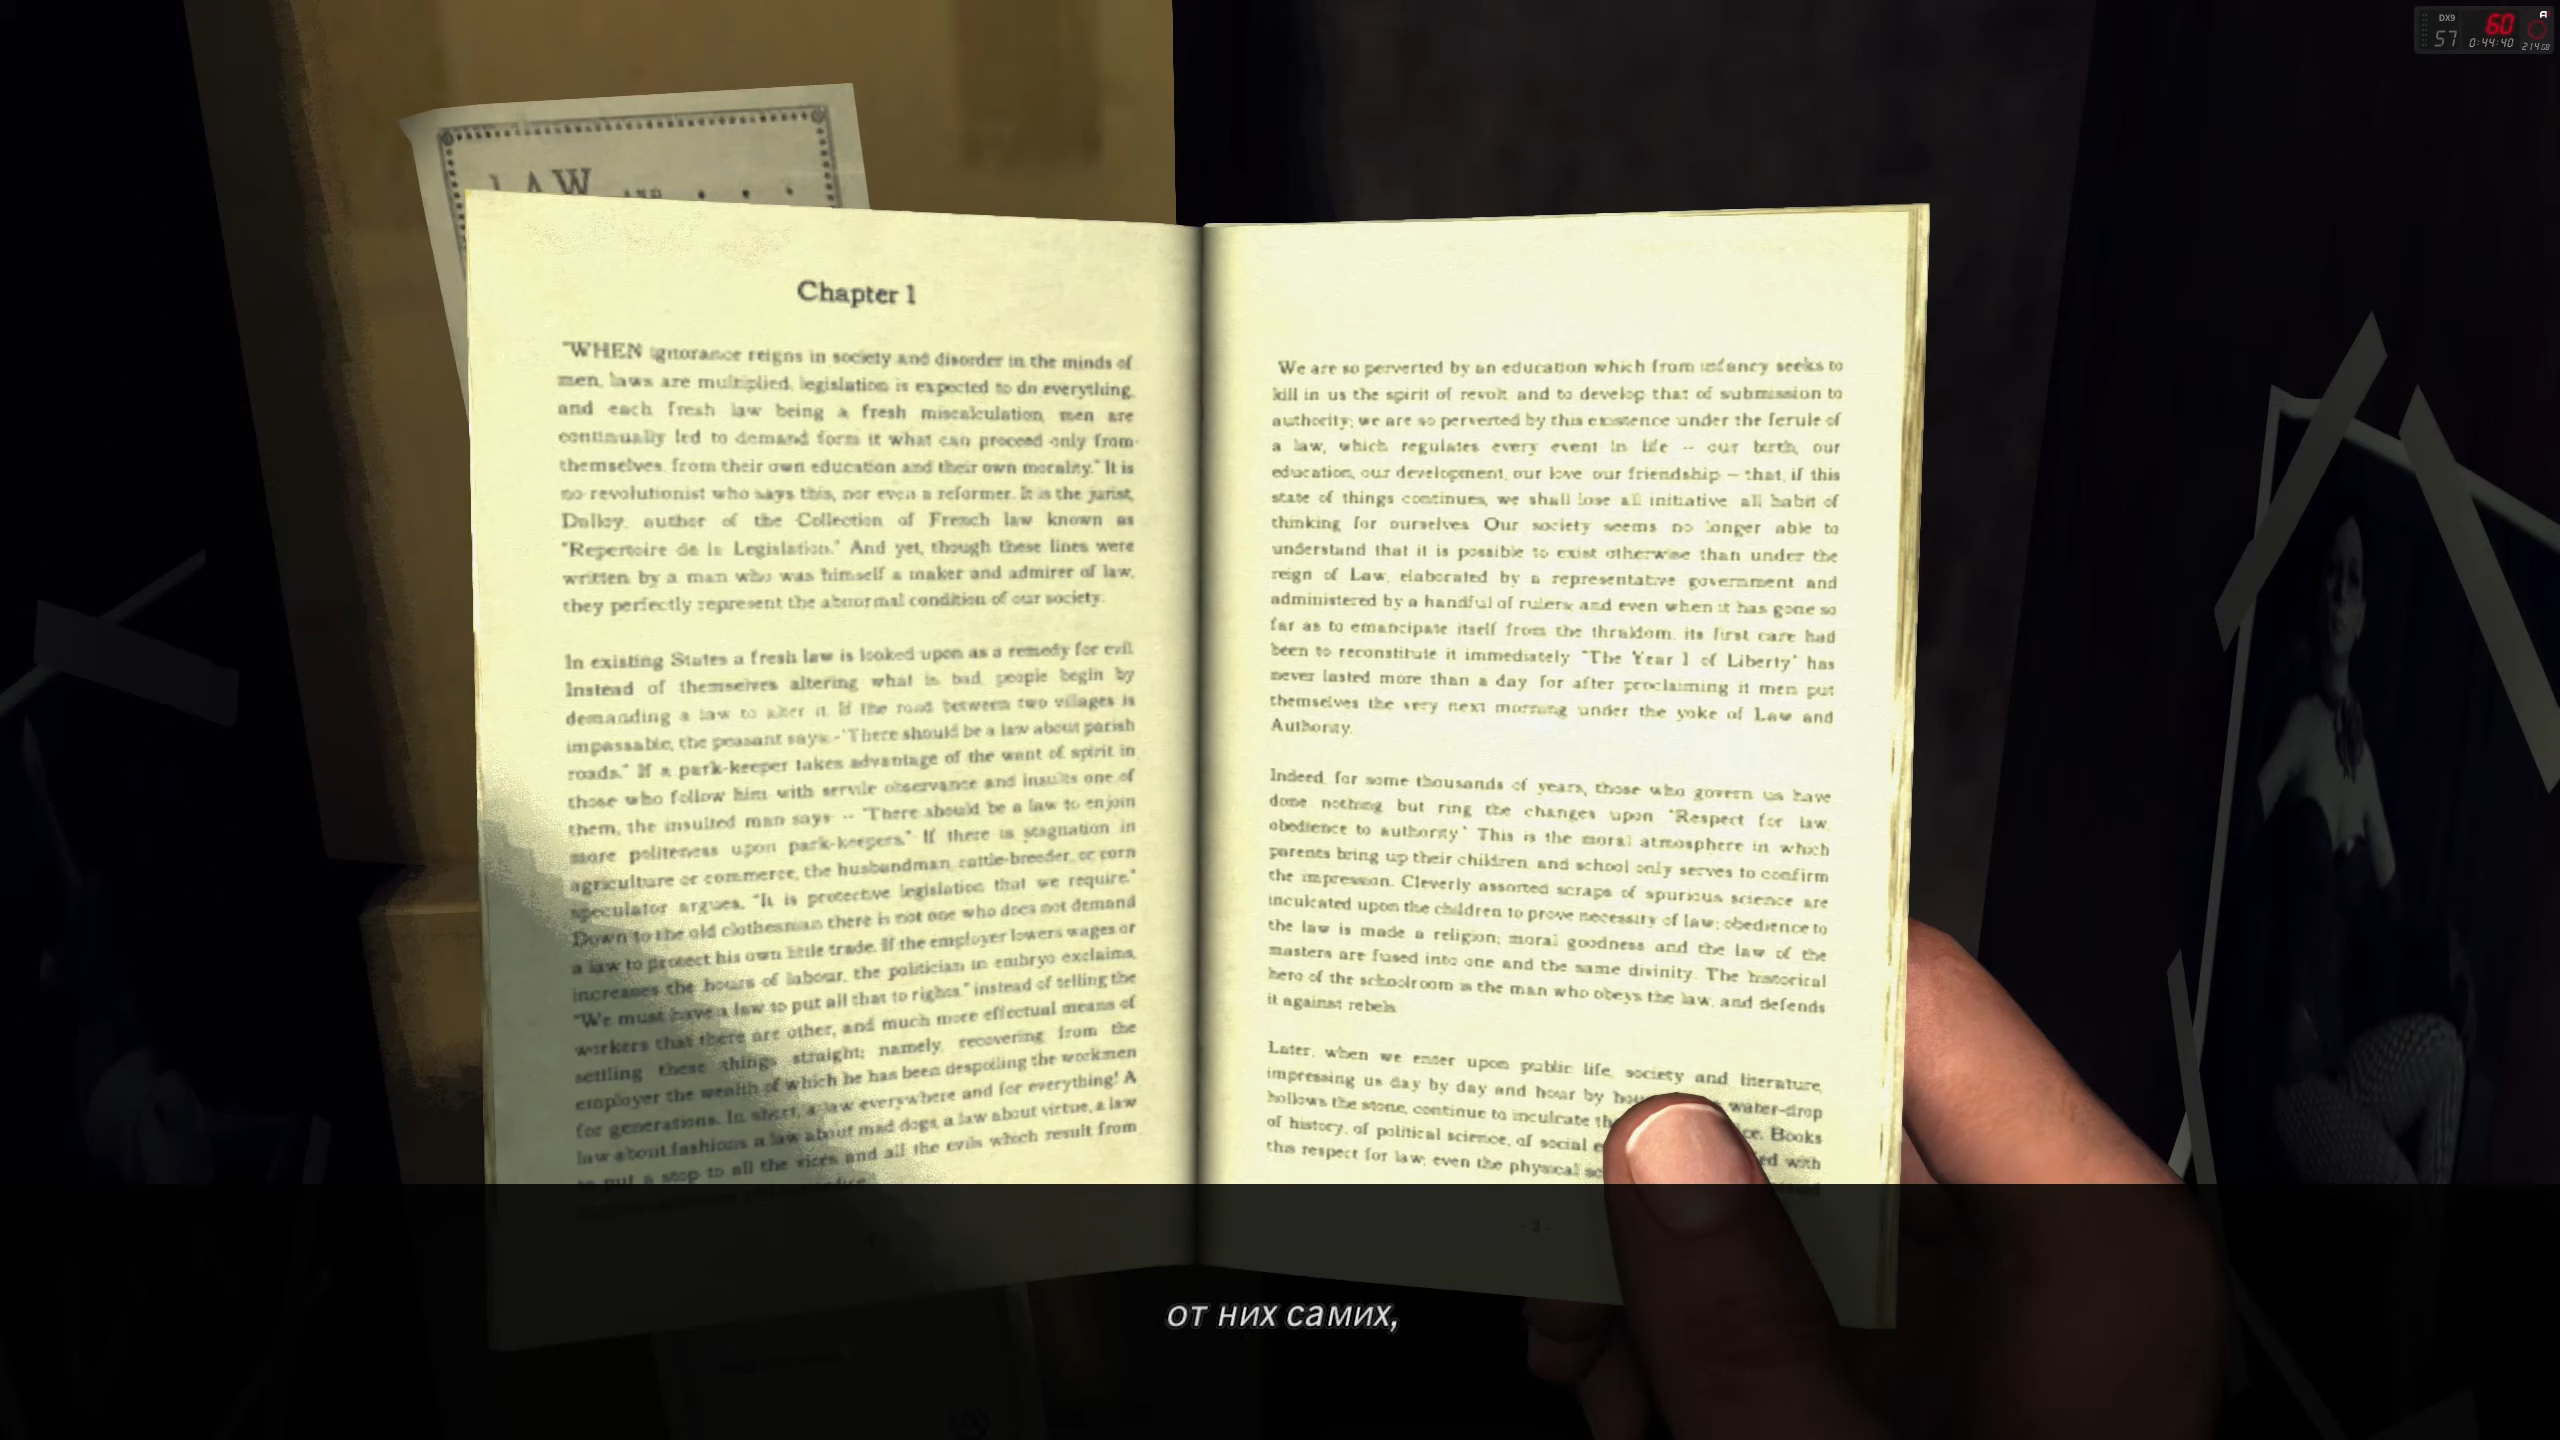 DX9
60
57
0:44:40
214GB
LAW AND
Chapter 1
"WHEN ignorance reigns in society and disorder in the minds of
men, laws are multiplied, legislation is expected to do everything,
and each fresh law being a fresh miscalculation, men are
continually led to demand form it what can proceed only from
themselves, from their own education and their own morality." It is
no revolutionist who says this, nor even a reformer. It is the jurist,
Dalloy, author of the Collection of French law known as
"Repertoire de la Legislation." And yet, though these lines were
written by a man who was himself a maker and admirer of law,
they perfectly represent the abnormal condition of our society.
In existing States a fresh law is looked upon as a remedy for evil.
Instead of themselves altering what is bad, people begin by
demanding a law to alter it. If the road between two villages is
impassable, the peasant says:- "There should be a law about parish
roads." If a park-keeper takes advantage of the want of spirit in
those who follow him with servile observance and insults one of
them, the insulted man says -- "There should be a law to enjoin
more politeness upon park-keepers." If there is stagnation in
agriculture or commerce, the husbandman, cattle-breeder, or corn
speculator argues, "It is protective legislation that we require."
Down to the old clothesman there is not one who does not demand
a law to protect his own little trade. If the employer lowers wages or
increases the hours of labour, the politician in embryo exclaims,
"We must have a law to put all that to rights." instead of telling the
workers that there are other, and much more effectual means of
settling these things straight; namely, recovering from the
employer the wealth of which he has been despoiling the workmen
for generations. In short, a law everywhere and for everything! A
law about fashions a law about mad dogs, a law about virtue, a law
to put a stop to all the vices and all the evils which result from
We are so perverted by an education which from infancy seeks to
kill in us the spirit of revolt and to develop that of submission to
authority; we are so perverted by this existence under the ferule of
a law, which regulates every event in life -- our birth, our
education, our development, our love our friendship -- that, if this
state of things continues, we shall lose all initiative all habit of
thinking for ourselves. Our society seems no longer able to
understand that it is possible to exist otherwise than under the
reign of Law, elaborated by a representative government and
administered by a handful of rulers; and even when it has gone so
far as to emancipate itself from the thraldom, its first care had
been to reconstitute it immediately "The Year 1 of Liberty" has
never lasted more than a day for after proclaiming it men put
themselves the very next morning under the yoke of Law and
Authority.
Indeed, for some thousands of years, those who govern us have
done nothing but ring the changes upon "Respect for law,
obedience to authority" This is the moral atmosphere in which
parents bring up their children, and school only serves to confirm
the impression. Cleverly assorted scraps of spurious science are
inculcated upon the children to prove necessity of law; obedience to
the law is made a religion; moral goodness and the law of the
masters are fused into one and the same divinity. The historical
hero of the schoolroom is the man who obeys the law, and defends
it against rebels.
Later, when we enter upon public life, society and literature,
impressing us day by day and hour by water-drop
hollows the stone, continue to inculcate Books
of history, of political science, of social with
this respect for law; even the physical
от них самих,